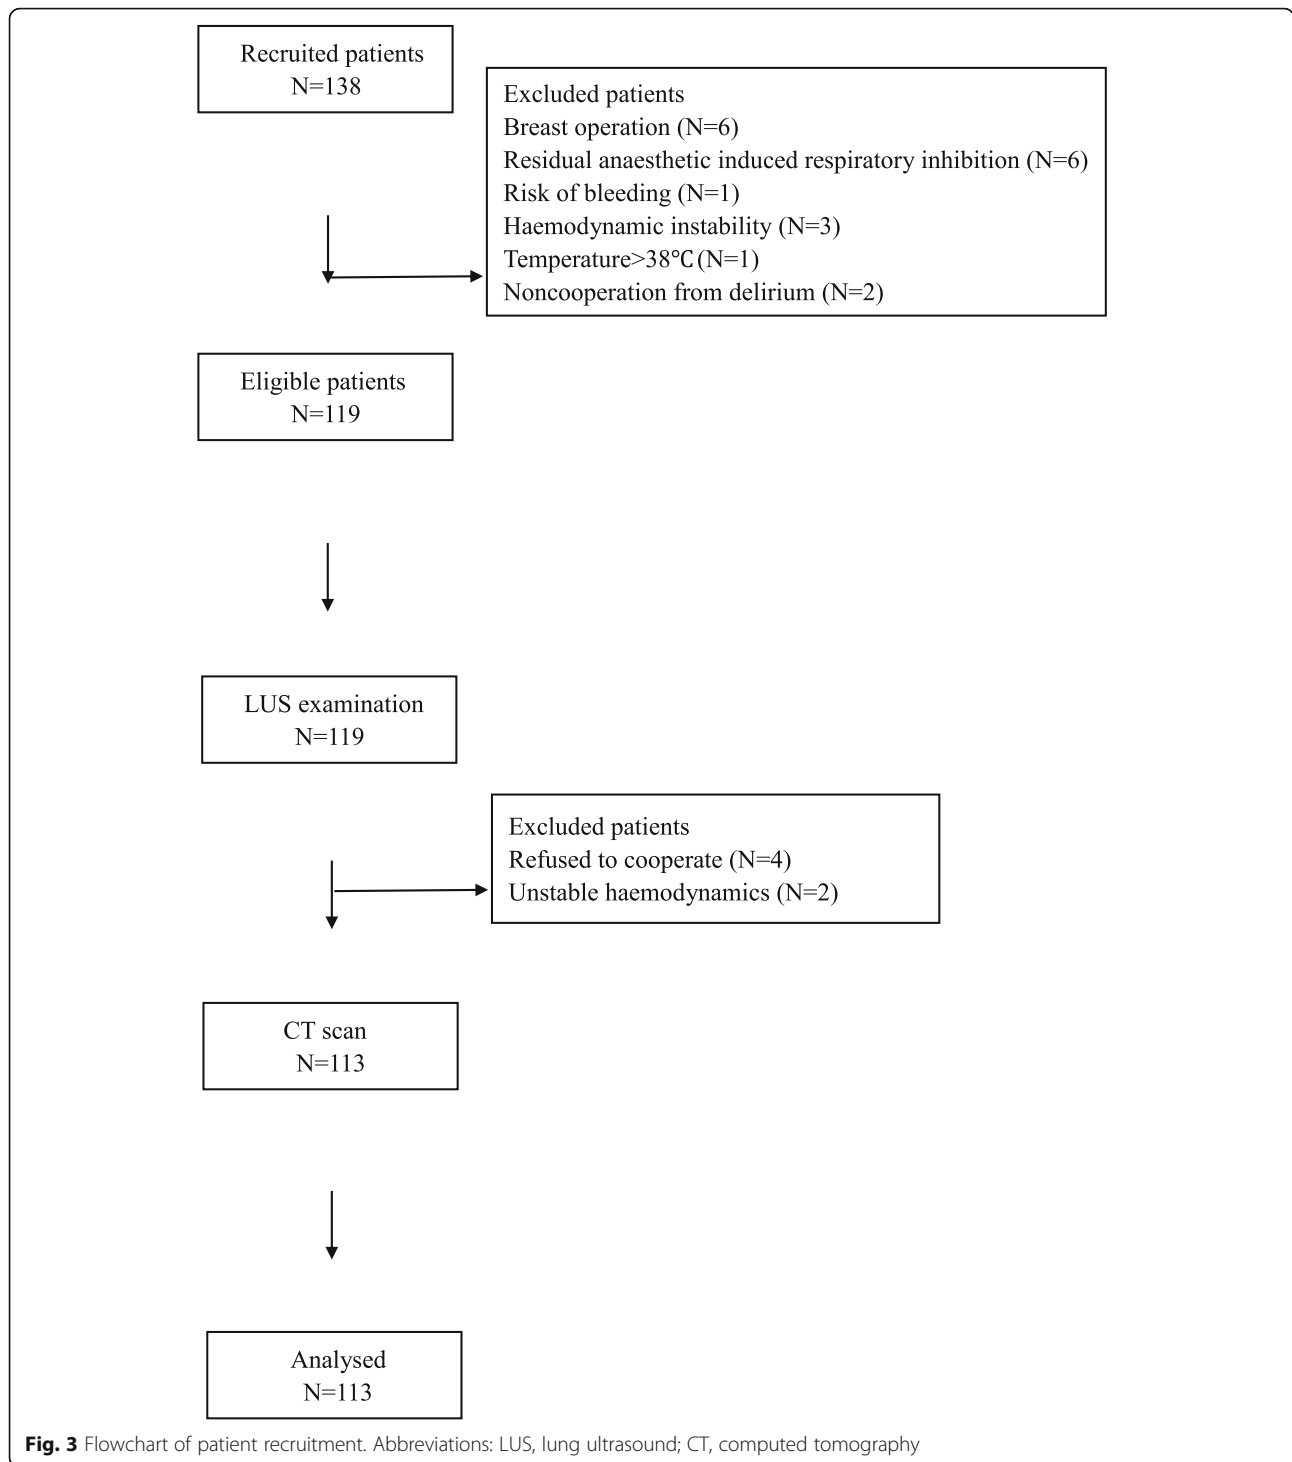 Recruited patients
N=138
Excluded patients
Breast operation (N=6)
Residual anaesthetic induced respiratory inhibition (N=6)
Risk of bleeding (N=1)
Haemodynamic instability (N=3)
Temperature>38℃(N=1)
Noncooperation from delirium (N=2)
Eligible patients
N=119
LUS examination
N=119
Excluded patients
Refused to cooperate (N=4)
Unstable haemodynamics (N=2)
CT scan
N=113
Analysed
N=113
Fig. 3 Flowchart of patient recruitment. Abbreviations: LUS, lung ultrasound; CT, computed tomography